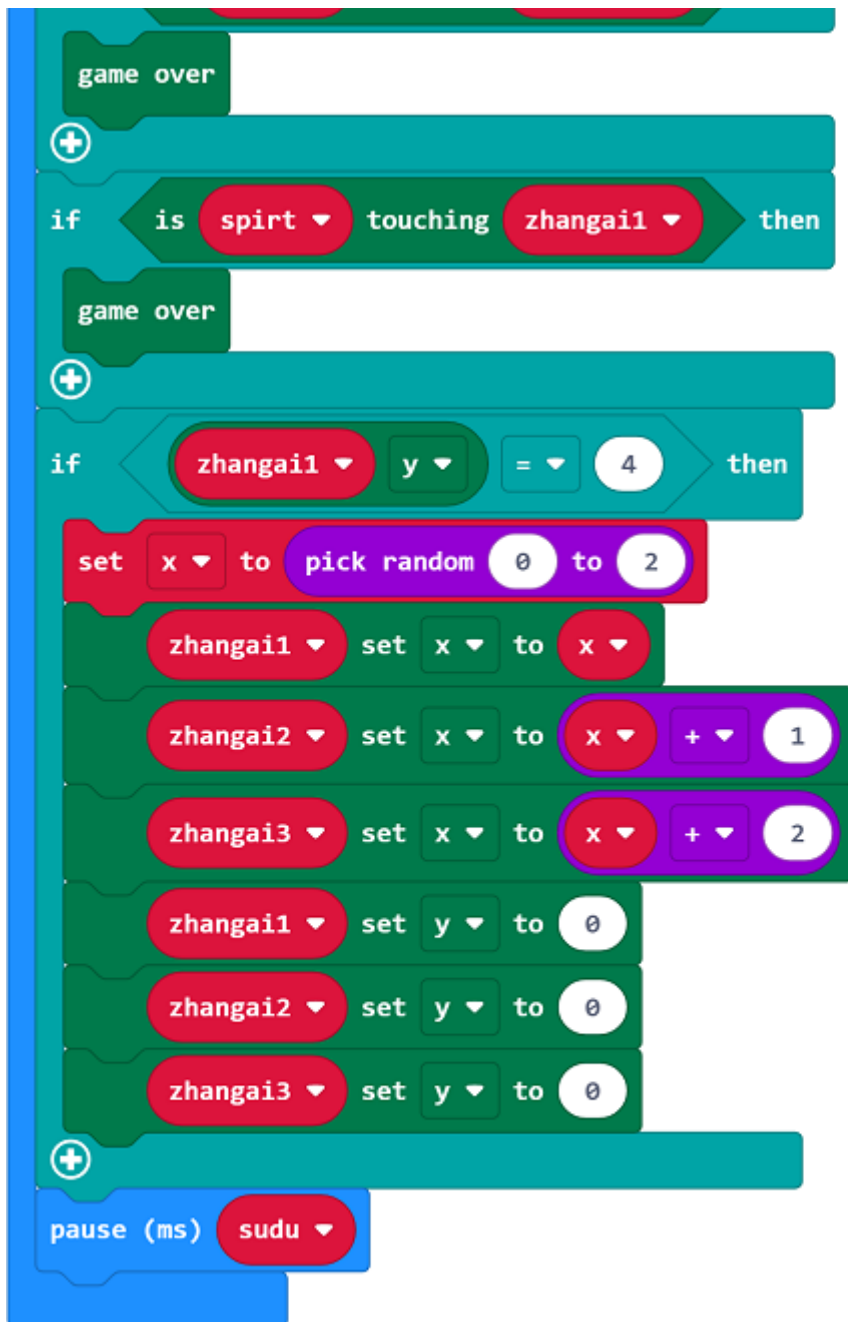 game over
if is spirt touching zhangai1 then
game over
if zhangai1 y = 4 then
set x to pick random 0 to 2
zhangai1 set x to x
zhangai2 set x to x + 1
zhangai3 set x to x + 2
zhangai1 set y to 0
zhangai2 set y to 0
zhangai3 set y to 0
pause (ms) sudu